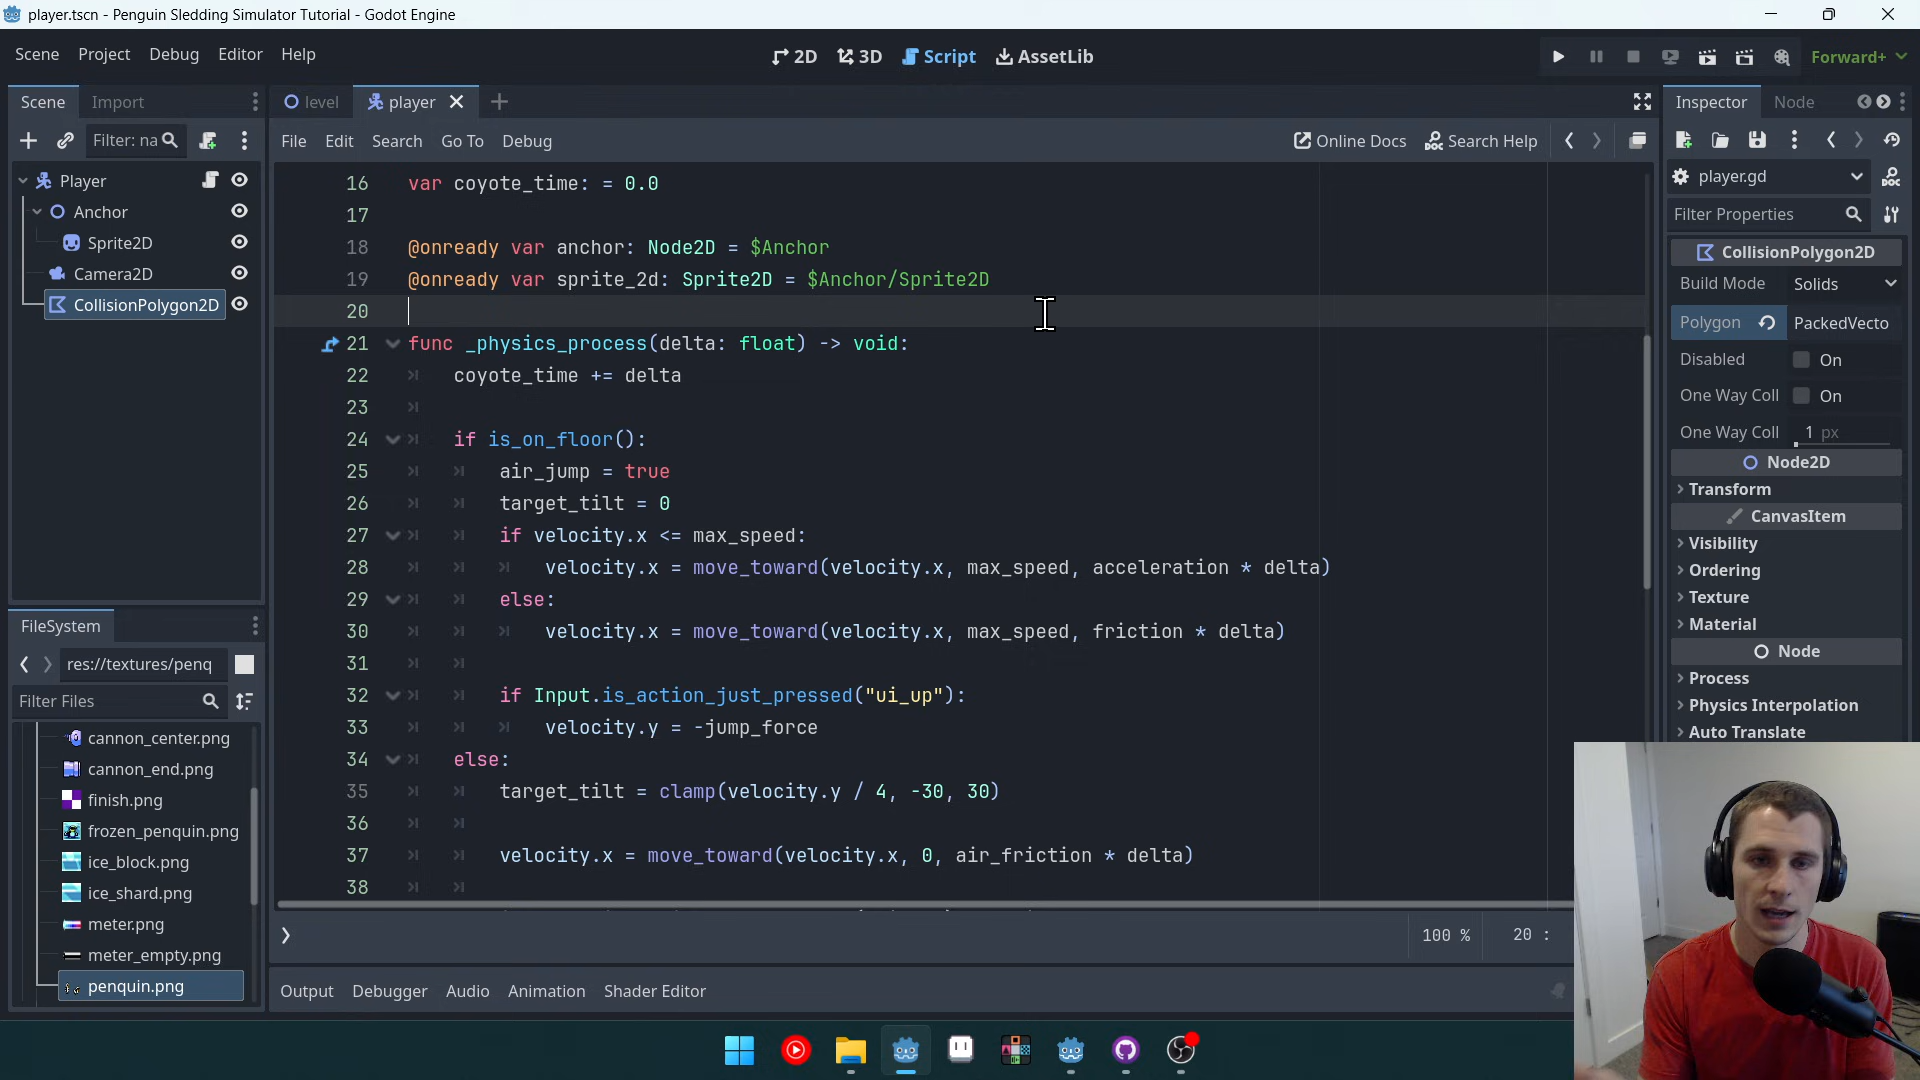 player.tscn - Penguin Sledding Simulator Tutorial - Godot Engine
Scene Project Debug Editor Help
2D 3D Script AssetLib
Forward+
Scene Import
level player
Inspector Node
Filter: na
File Edit Search Go To Debug
Online Docs Search Help
player.gd
Filter Properties
Player
Anchor
Sprite2D
Camera2D
CollisionPolygon2D
16 var coyote_time: = 0.0
17
18 @onready var anchor: Node2D = $Anchor
19 @onready var sprite_2d: Sprite2D = $Anchor/Sprite2D
20
21 func _physics_process(delta: float) -> void:
22 coyote_time += delta
23
24 if is_on_floor():
25 air_jump = true
26 target_tilt = 0
27 if velocity.x <= max_speed:
28 velocity.x = move_toward(velocity.x, max_speed, acceleration * delta)
29 else:
30 velocity.x = move_toward(velocity.x, max_speed, friction * delta)
31
32 if Input.is_action_just_pressed("ui_up"):
33 velocity.y = -jump_force
34 else:
35 target_tilt = clamp(velocity.y / 4, -30, 30)
36
37 velocity.x = move_toward(velocity.x, 0, air_friction * delta)
38
100 % 20 :
CollisionPolygon2D
Build Mode Solids
Polygon PackedVecto
Disabled On
One Way Coll On
One Way Coll 1 px
Node2D
Transform
CanvasItem
Visibility
Ordering
Texture
Material
Node
Process
Physics Interpolation
Auto Translate
FileSystem
res://textures/penq
Filter Files
cannon_center.png
cannon_end.png
finish.png
frozen_penquin.png
ice_block.png
ice_shard.png
meter.png
meter_empty.png
penquin.png
Output Debugger Audio Animation Shader Editor